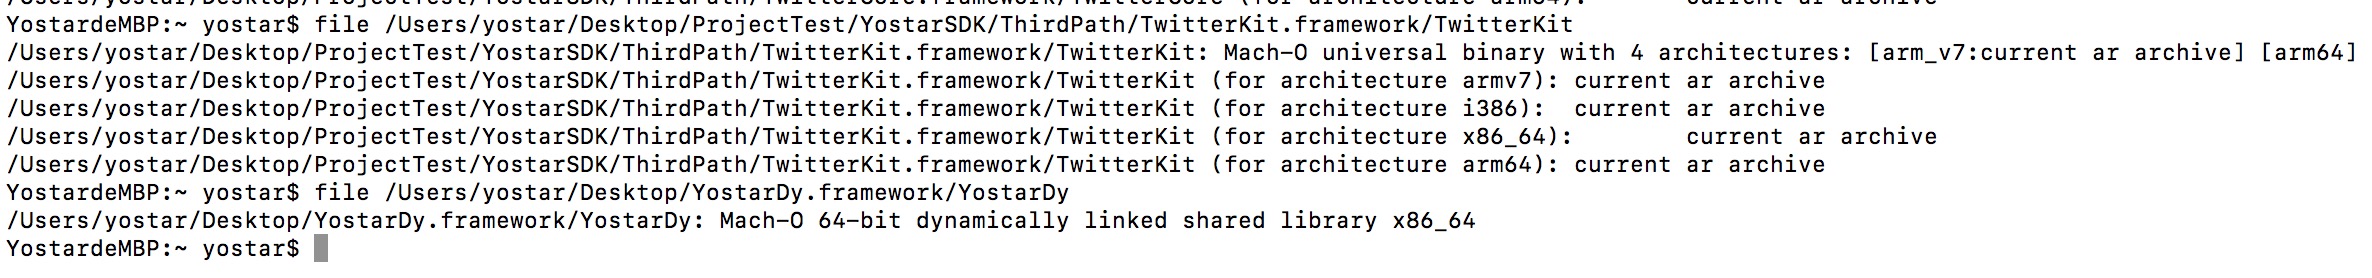 YostardeMBP:~ yostar$ file /Users/yostar/Desktop/ProjectTest/YostarSDK/ThirdPath/TwitterKit.framework/TwitterKit
/Users/yostar/Desktop/ProjectTest/YostarSDK/ThirdPath/TwitterKit.framework/TwitterKit: Mach-O universal binary with 4 architectures: [arm_v7:current ar archive] [arm64]
/Users/yostar/Desktop/ProjectTest/YostarSDK/ThirdPath/TwitterKit.framework/TwitterKit (for architecture armv7): current ar archive
/Users/yostar/Desktop/ProjectTest/YostarSDK/ThirdPath/TwitterKit.framework/TwitterKit (for architecture i386):  current ar archive
/Users/yostar/Desktop/ProjectTest/YostarSDK/ThirdPath/TwitterKit.framework/TwitterKit (for architecture x86_64):        current ar archive
/Users/yostar/Desktop/ProjectTest/YostarSDK/ThirdPath/TwitterKit.framework/TwitterKit (for architecture arm64): current ar archive
YostardeMBP:~ yostar$ file /Users/yostar/Desktop/YostarDy.framework/YostarDy
/Users/yostar/Desktop/YostarDy.framework/YostarDy: Mach-O 64-bit dynamically linked shared library x86_64
YostardeMBP:~ yostar$